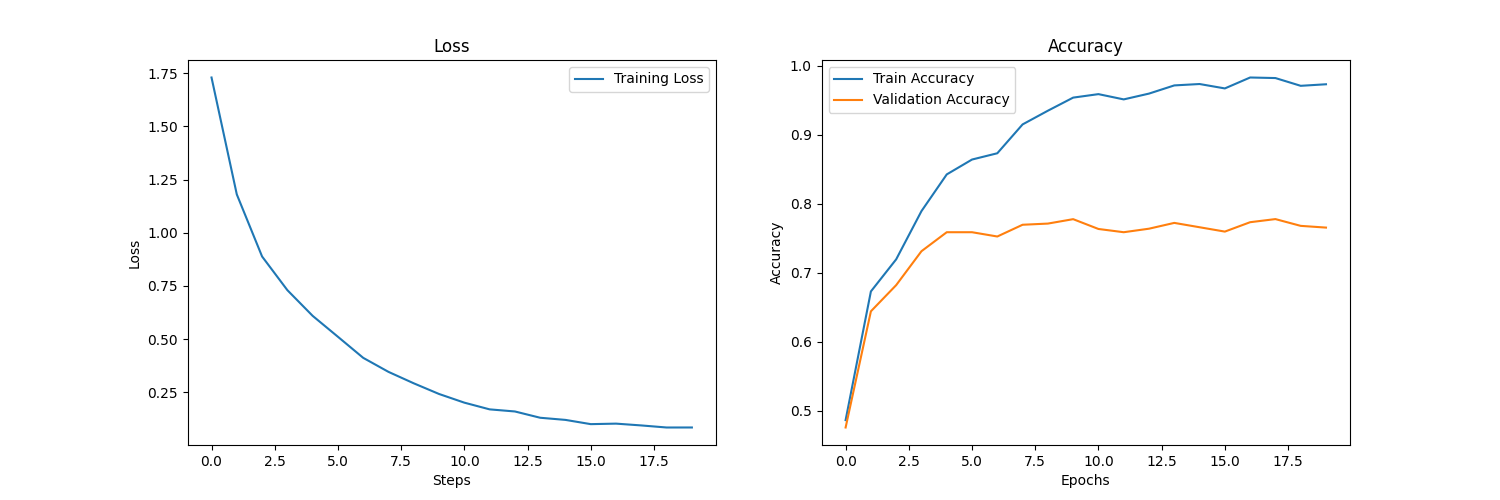 Loss
Training Loss
1.75
1.50
1.25
1.00
0.75
0.50
0.25
Loss
0.0 2.5 5.0 7.5 10.0 12.5 15.0 17.5
Steps
Accuracy
Train Accuracy
Validation Accuracy
1.0
0.9
0.8
0.7
0.6
0.5
Accuracy
0.0 2.5 5.0 7.5 10.0 12.5 15.0 17.5
Epochs